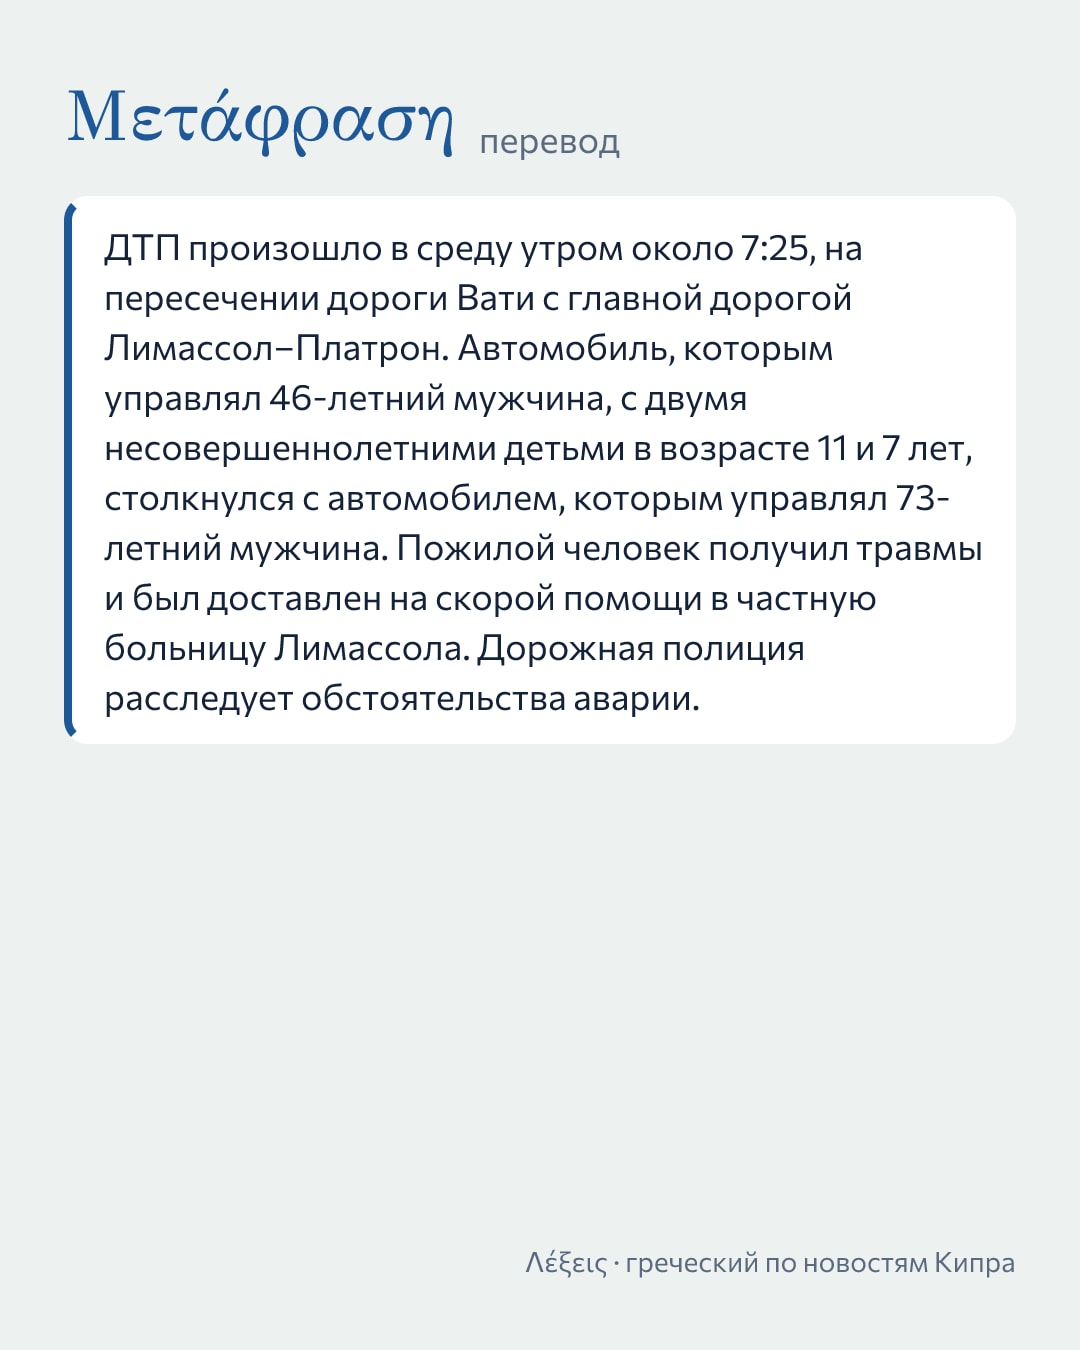 Μετάφραση перевод
ДТП произошло в среду утром около 7:25, на
пересечении дороги Вати с главной дорогой
Лимассол–Платрон. Автомобиль, которым
управлял 46-летний мужчина, с двумя
несовершеннолетними детьми в возрасте 11 и 7 лет,
столкнулся с автомобилем, которым управлял 73-
летний мужчина. Пожилой человек получил травмы
и был доставлен на скорой помощи в частную
больницу Лимассола. Дорожная полиция
расследует обстоятельства аварии.
Λέξεις · греческий по новостям Кипра